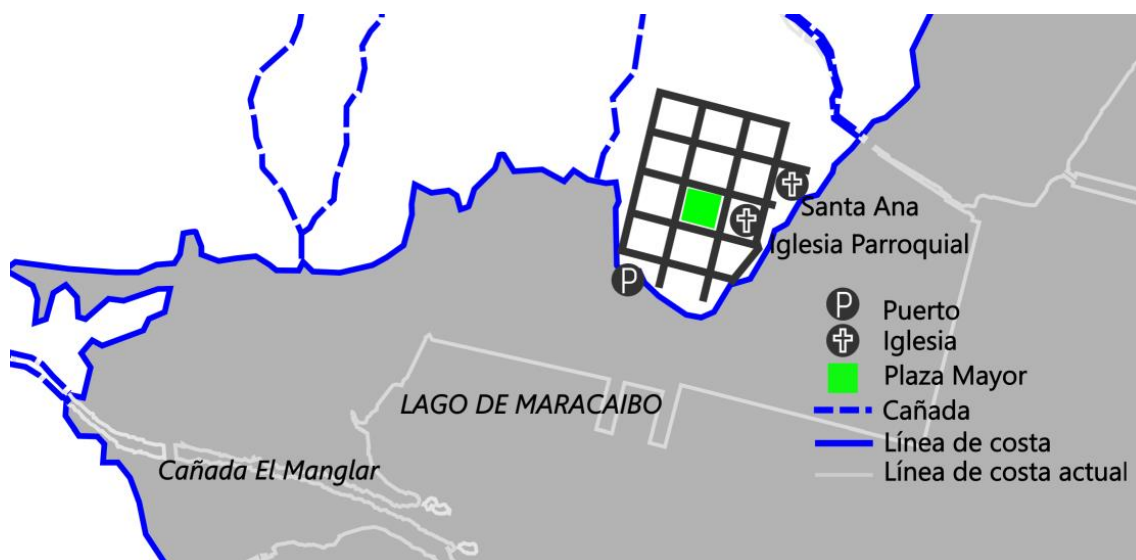 Santa Ana
Iglesia Parroquial
P
P Puerto
Iglesia
Plaza Mayor
LAGO DE MARACAIBO
Cañada
Línea de costa
Cañada El Manglar
Línea de costa actual